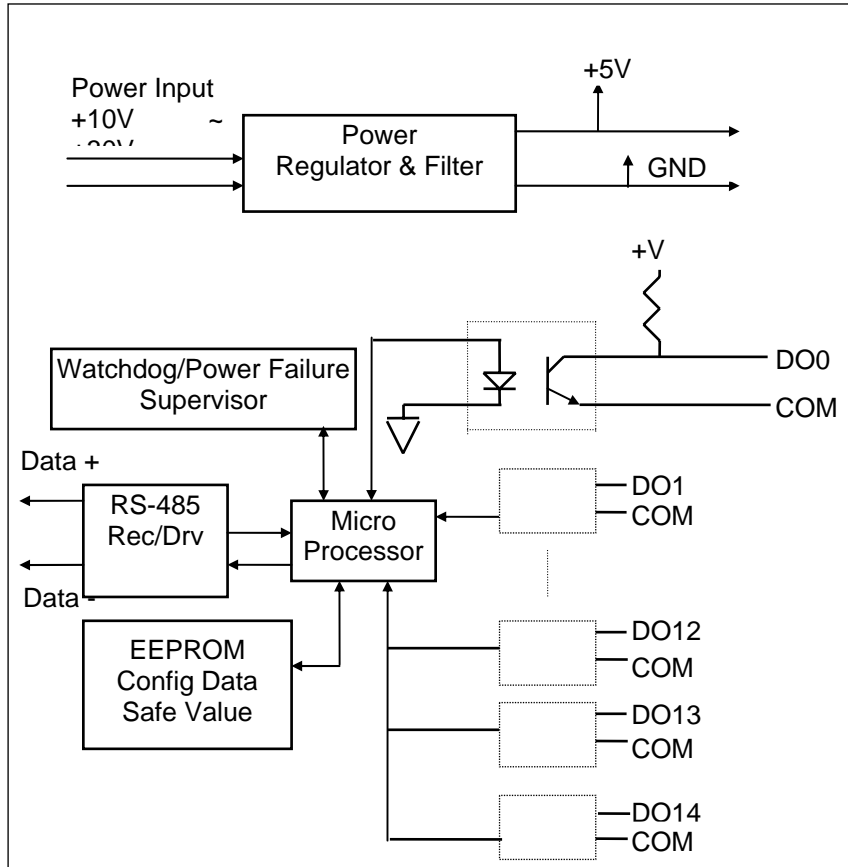 Power Input
+10V ~
Power
Regulator & Filter
+5V
GND
+V
DO0
COM
Watchdog/Power Failure
Supervisor
Data +
RS-485
Rec/Drv
Data -
Micro
Processor
DO1
COM
EEPROM
Config Data
Safe Value
DO12
COM
DO13
COM
DO14
COM